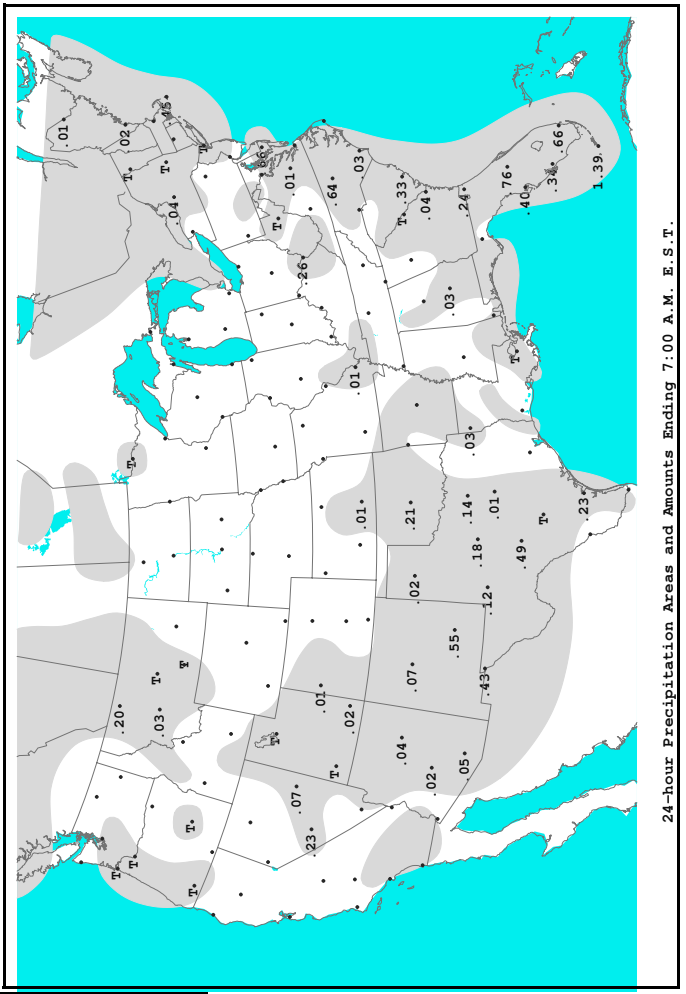 24-hour Precipitation Areas and Amounts Ending 7:00 A.M. E.S.T.
.01
.02
.45
T
T
.04
T
.01
.03
.64
.33
T
.04
.24
.76
.40
.34
.66
1.39
.26
.03
T
.01
.03
T
.01
.21
.14
.01
.18
.49
T
.23
.02
.12
.55
.07
.43
T
T
.20
.03
.01
.02
T
T
.04
.02
.05
.07
.23
T
T
T
T